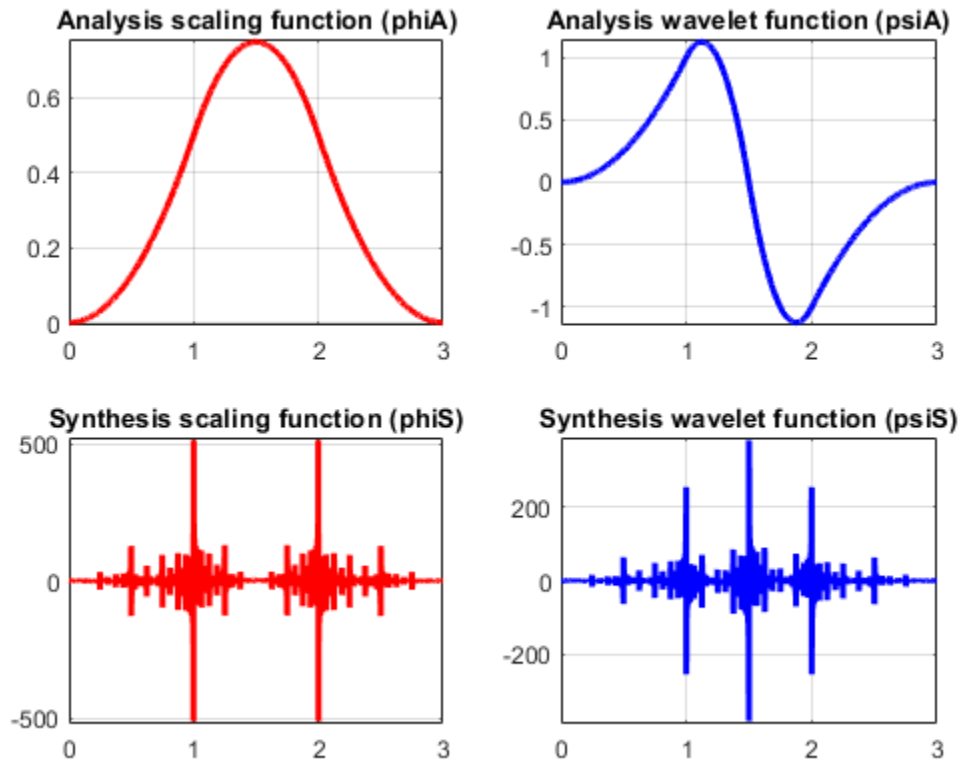 Analysis scaling function (phiA)
0.6
0.4
0.2
0
0 1 2 3
Analysis wavelet function (psiA)
1
0.5
0
-0.5
-1
0 1 2 3
Synthesis scaling function (phiS)
500
0
-500
0 1 2 3
Synthesis wavelet function (psiS)
200
0
-200
0 1 2 3